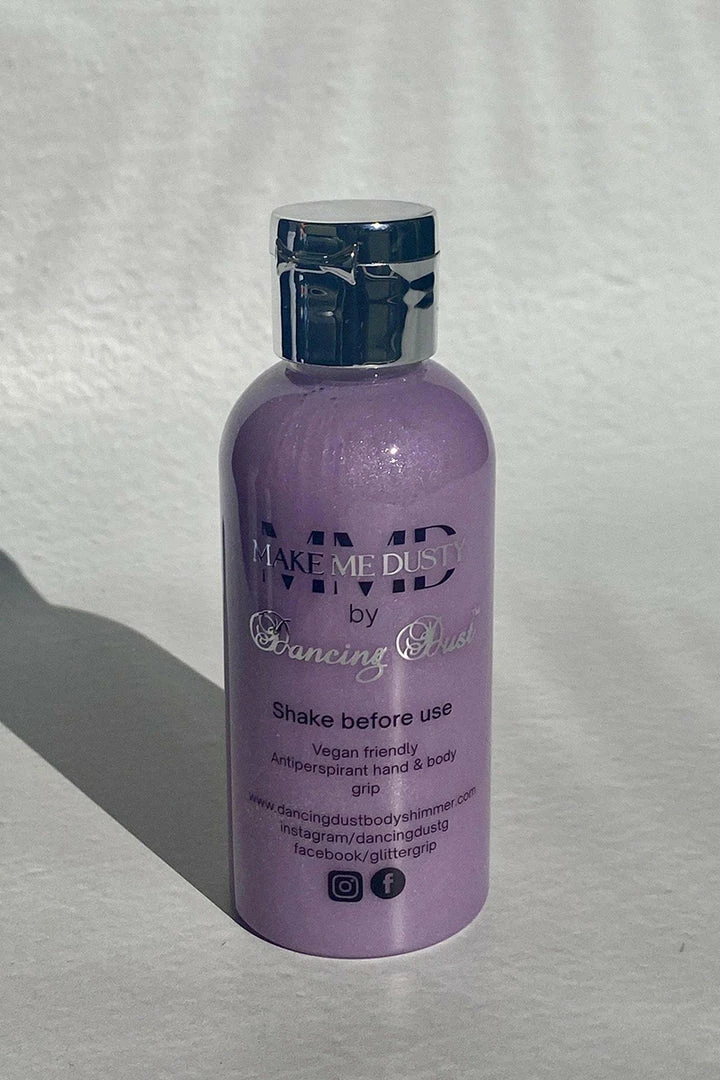 MMD
MAKE ME DUSTY
by
Dancing Dust™
Shake before use
Vegan friendly
Antiperspirant hand & body
grip
www.dancingdustbodyshimmer.com
instagram/dancingdustg
facebook/glittergrip